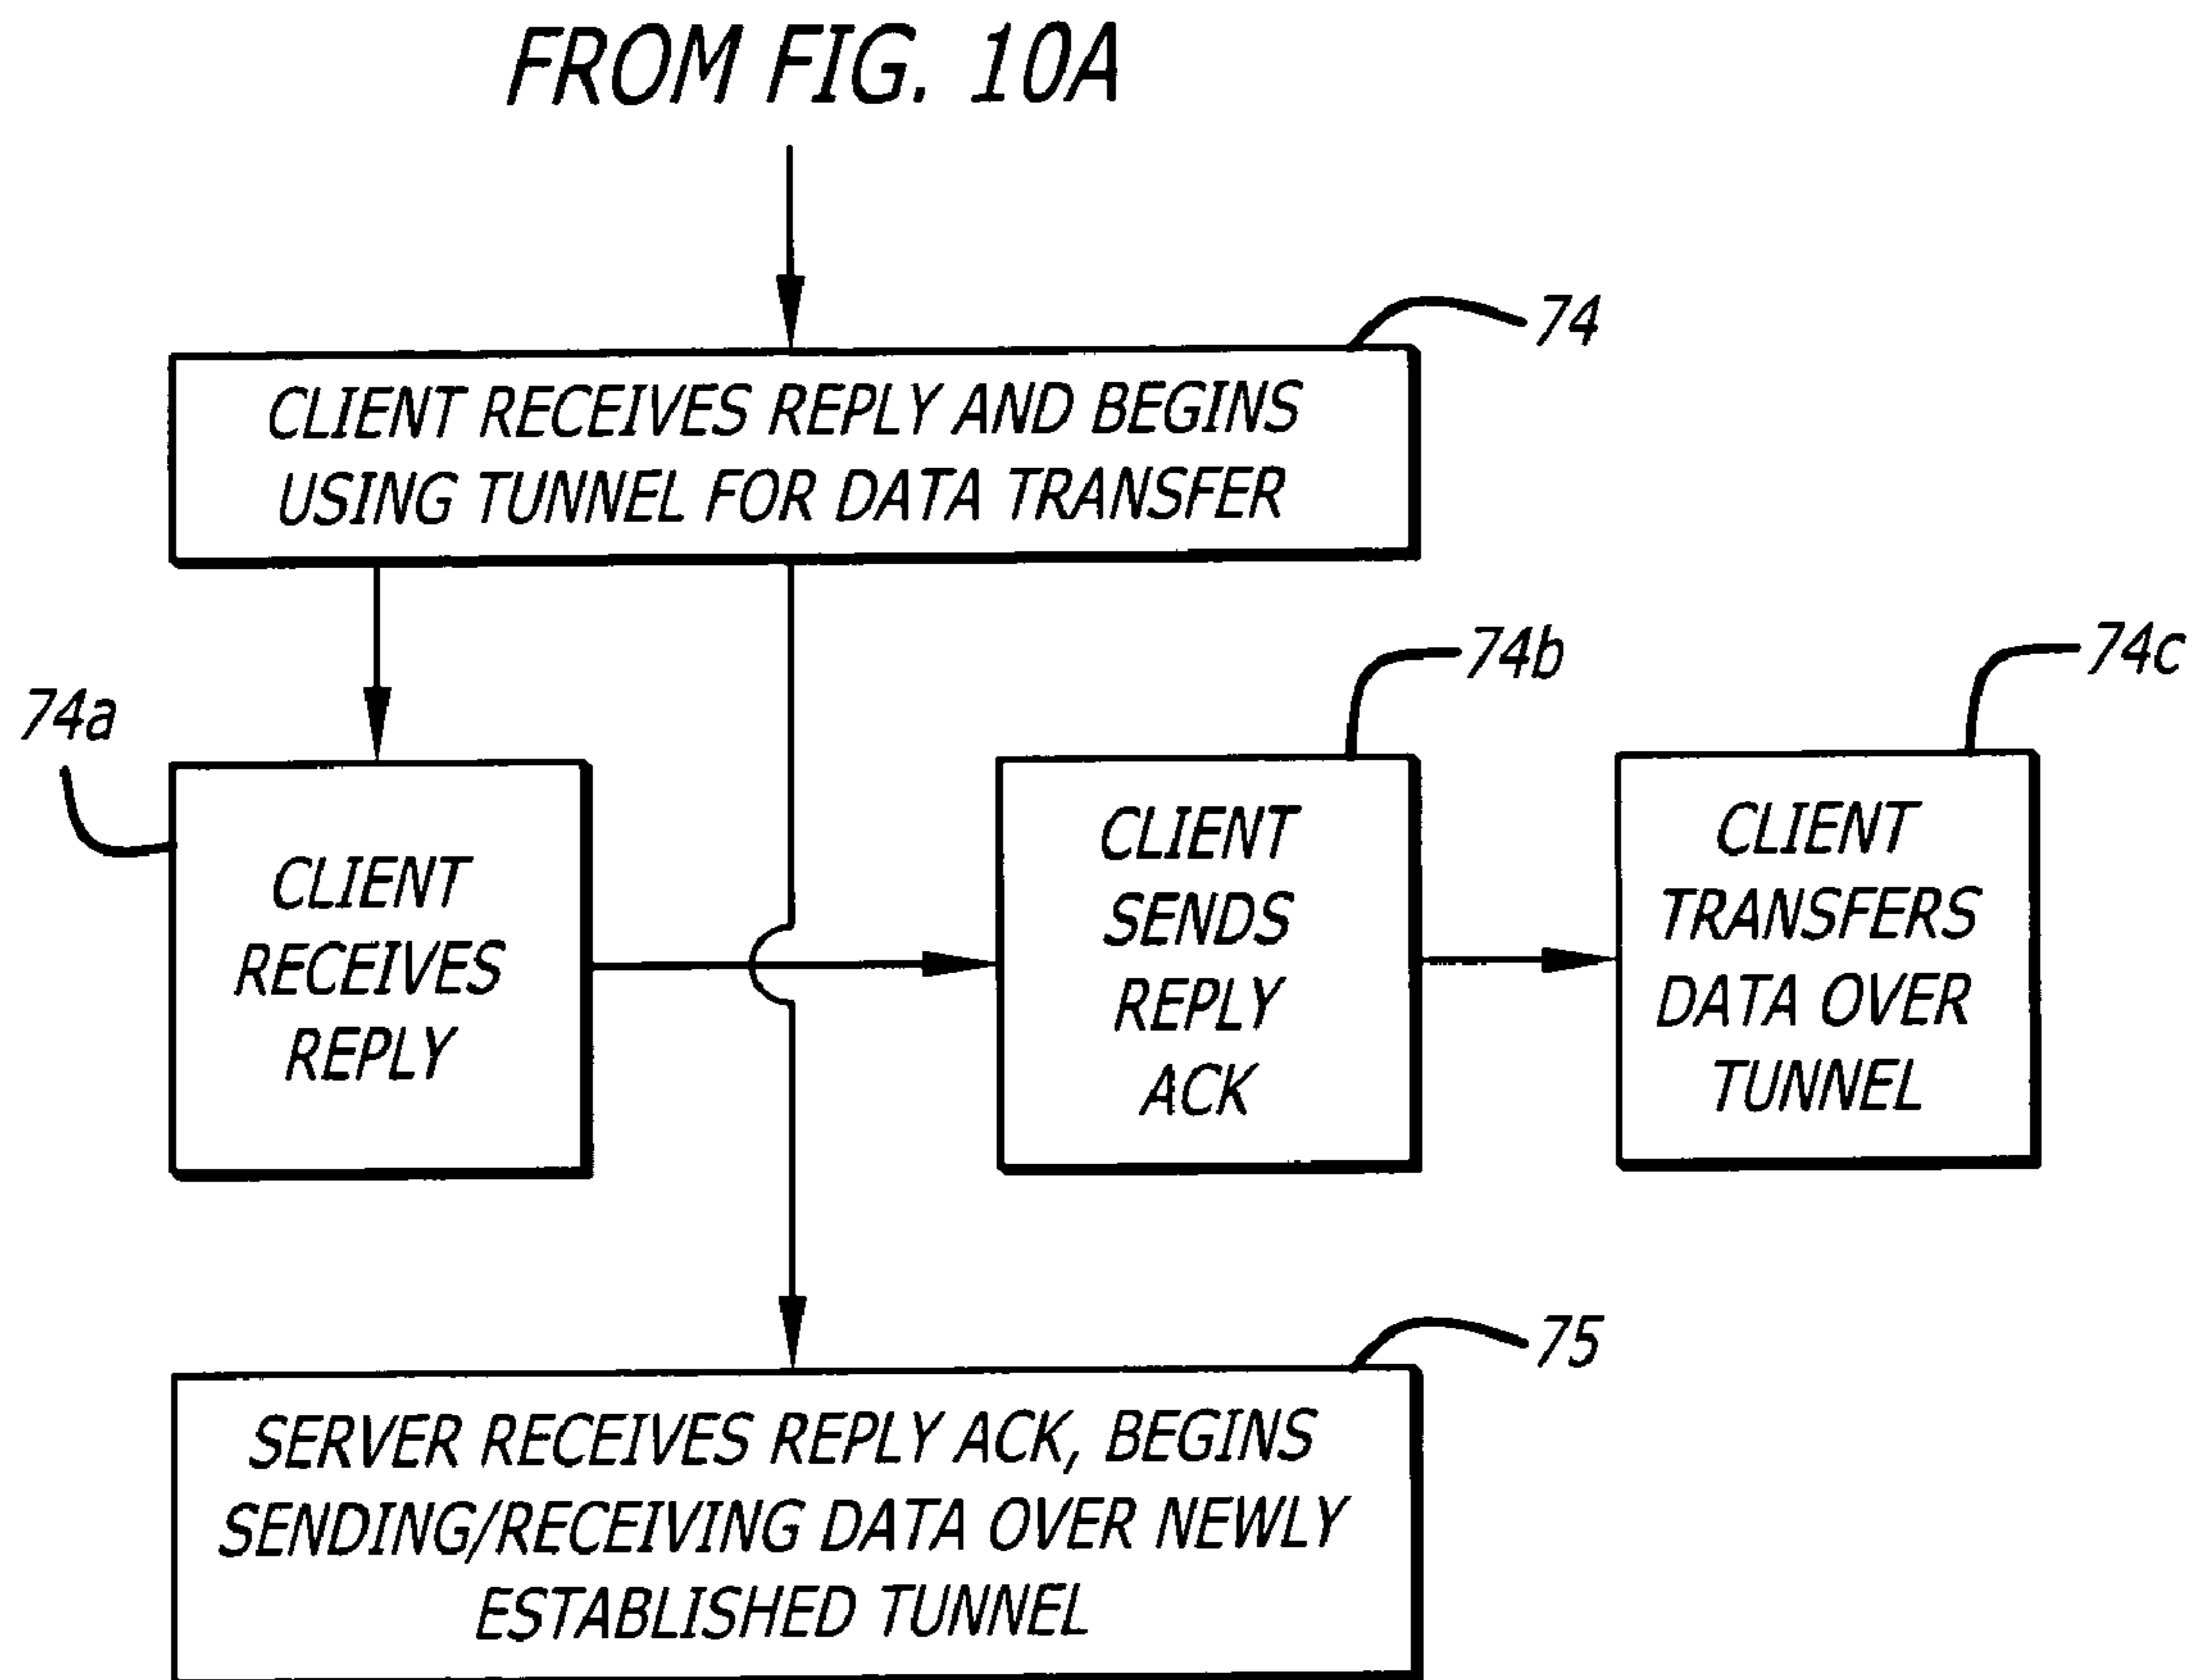 FROM FIG. 10A
74
CLIENT RECEIVES REPLY AND BEGINS
USING TUNNEL FOR DATA TRANSFER
74a
CLIENT
RECEIVES
REPLY
74b
CLIENT
SENDS
REPLY
ACK
74c
CLIENT
TRANSFERS
DATA OVER
TUNNEL
75
SERVER RECEIVES REPLY ACK, BEGINS
SENDING/RECEIVING DATA OVER NEWLY
ESTABLISHED TUNNEL